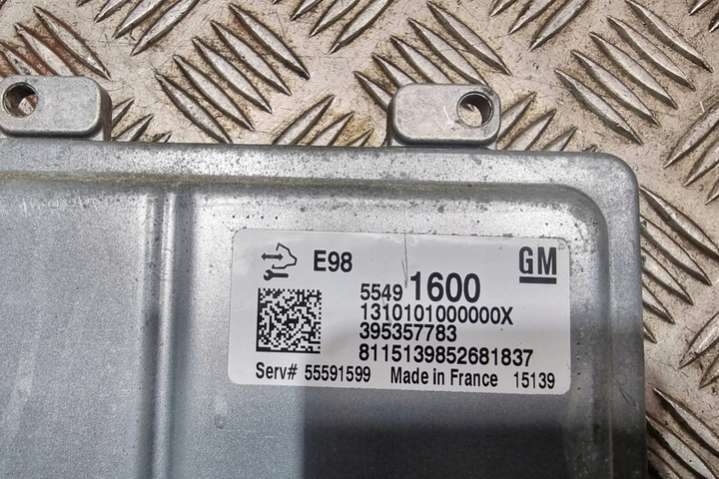 E98 GM
5549 1600
1310101000000X
395357783
8115139852681837
Serv# 55591599 Made in France 15139